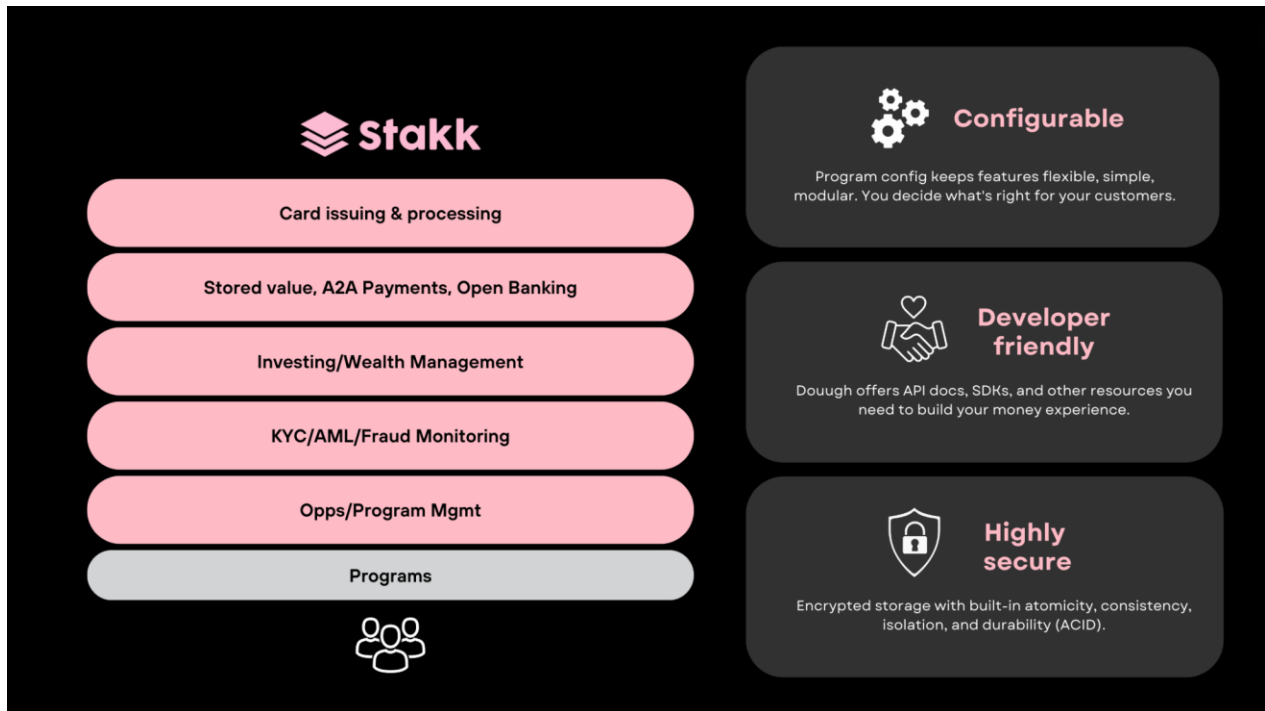 Stakk
Card issuing & processing
Stored value, A2A Payments, Open Banking
Investing/Wealth Management
KYC/AML/Fraud Monitoring
Opps/Program Mgmt
Programs
Configurable
Program config keeps features flexible, simple,
modular. You decide what's right for your customers.
Developer
friendly
Douugh offers API docs, SDKs, and other resources you
need to build your money experience.
Highly
secure
Encrypted storage with built-in atomicity, consistency,
isolation, and durability (ACID).